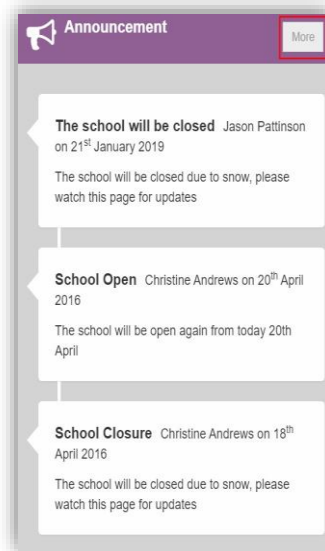 Announcement
More
The school will be closed Jason Pattinson
on 21st January 2019
The school will be closed due to snow, please
watch this page for updates
School Open Christine Andrews on 20th April
2016
The school will be open again from today 20th
April
School Closure Christine Andrews on 18th
April 2016
The school will be closed due to snow, please
watch this page for updates